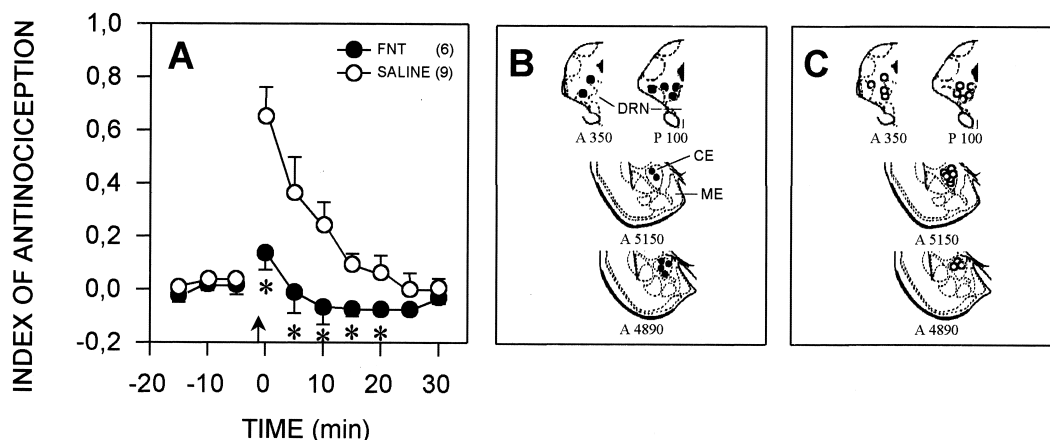 INDEX OF ANTINOCICEPTION
1,0
0,8
0,6
0,4
0,2
0,0
-0,2
A
FNT (6)
SALINE (9)
*
* * * *
-20 -10 0 10 20 30
TIME (min)
B
DRN
A 350 P 100
CE
ME
A 5150
A 4890
C
A 350 P 100
A 5150
A 4890